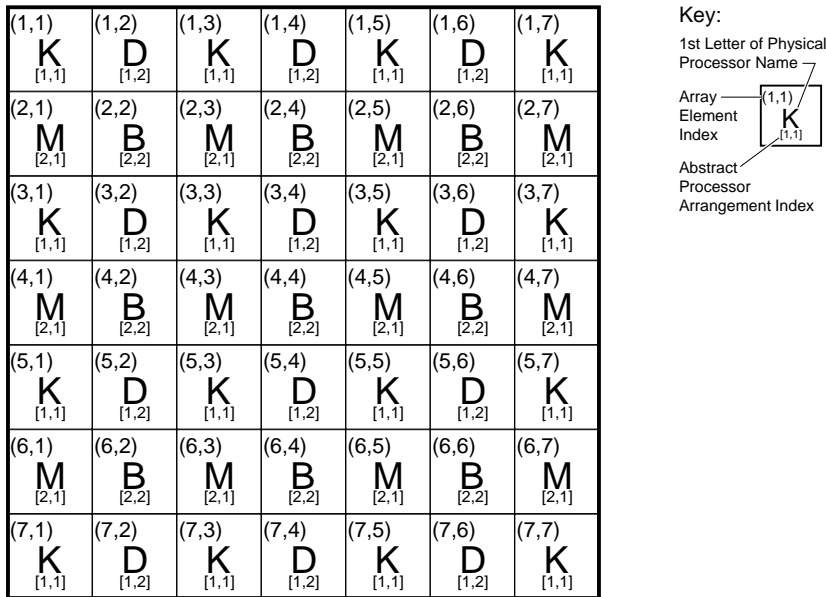 (1,1) (1,2) (1,3) (1,4) (1,5) (1,6) (1,7)
K D K D K D K
[1,1] [1,2] [1,1] [1,2] [1,1] [1,2] [1,1]
(2,1) (2,2) (2,3) (2,4) (2,5) (2,6) (2,7)
M B M B M B M
[2,1] [2,2] [2,1] [2,2] [2,1] [2,2] [2,1]
(3,1) (3,2) (3,3) (3,4) (3,5) (3,6) (3,7)
K D K D K D K
[1,1] [1,2] [1,1] [1,2] [1,1] [1,2] [1,1]
(4,1) (4,2) (4,3) (4,4) (4,5) (4,6) (4,7)
M B M B M B M
[2,1] [2,2] [2,1] [2,2] [2,1] [2,2] [2,1]
(5,1) (5,2) (5,3) (5,4) (5,5) (5,6) (5,7)
K D K D K D K
[1,1] [1,2] [1,1] [1,2] [1,1] [1,2] [1,1]
(6,1) (6,2) (6,3) (6,4) (6,5) (6,6) (6,7)
M B M B M B M
[2,1] [2,2] [2,1] [2,2] [2,1] [2,2] [2,1]
(7,1) (7,2) (7,3) (7,4) (7,5) (7,6) (7,7)
K D K D K D K
[1,1] [1,2] [1,1] [1,2] [1,1] [1,2] [1,1]
Key:
1st Letter of Physical
Processor Name
Array
Element
Index
(1,1)
K
[1,1]
Abstract
Processor
Arrangement Index